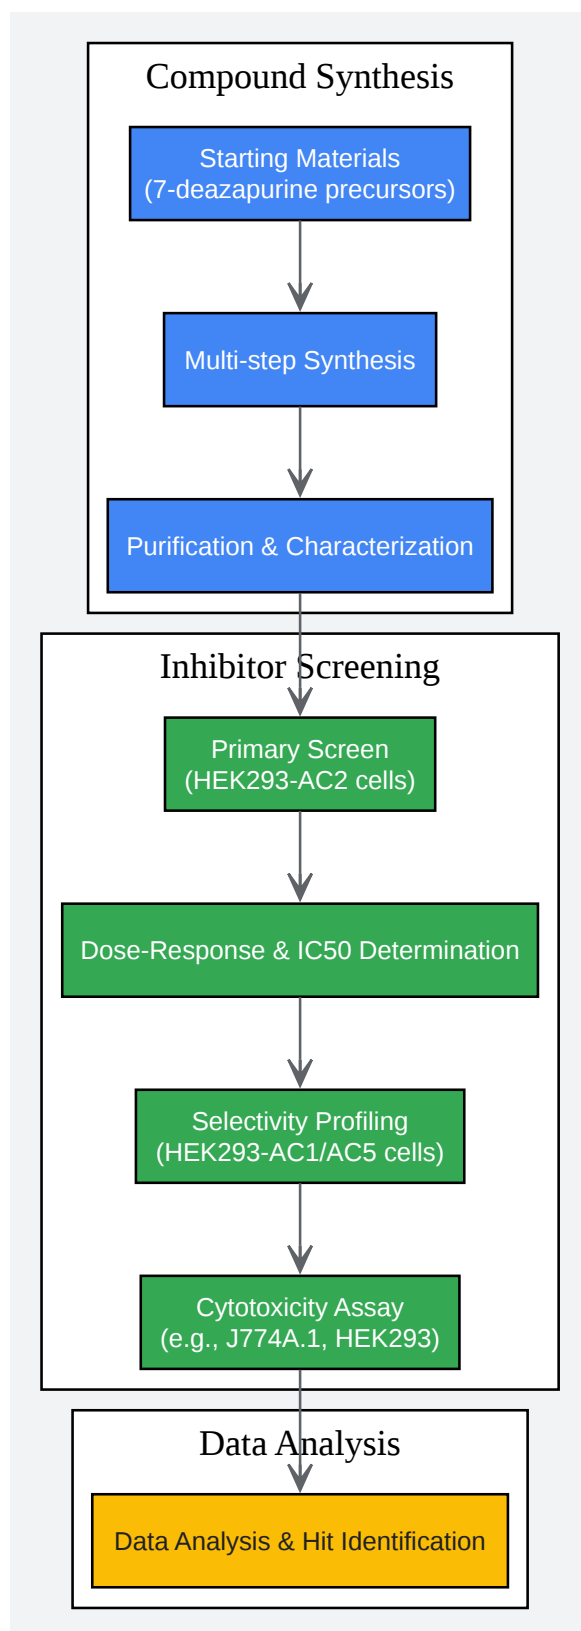 Compound Synthesis
Starting Materials
(7-deazapurine precursors)
Multi-step Synthesis
Purification & Characterization
Inhibitor Screening
Primary Screen
(HEK293-AC2 cells)
Dose-Response & IC50 Determination
Selectivity Profiling
(HEK293-AC1/AC5 cells)
Cytotoxicity Assay
(e.g., J774A.1, HEK293)
Data Analysis
Data Analysis & Hit Identification